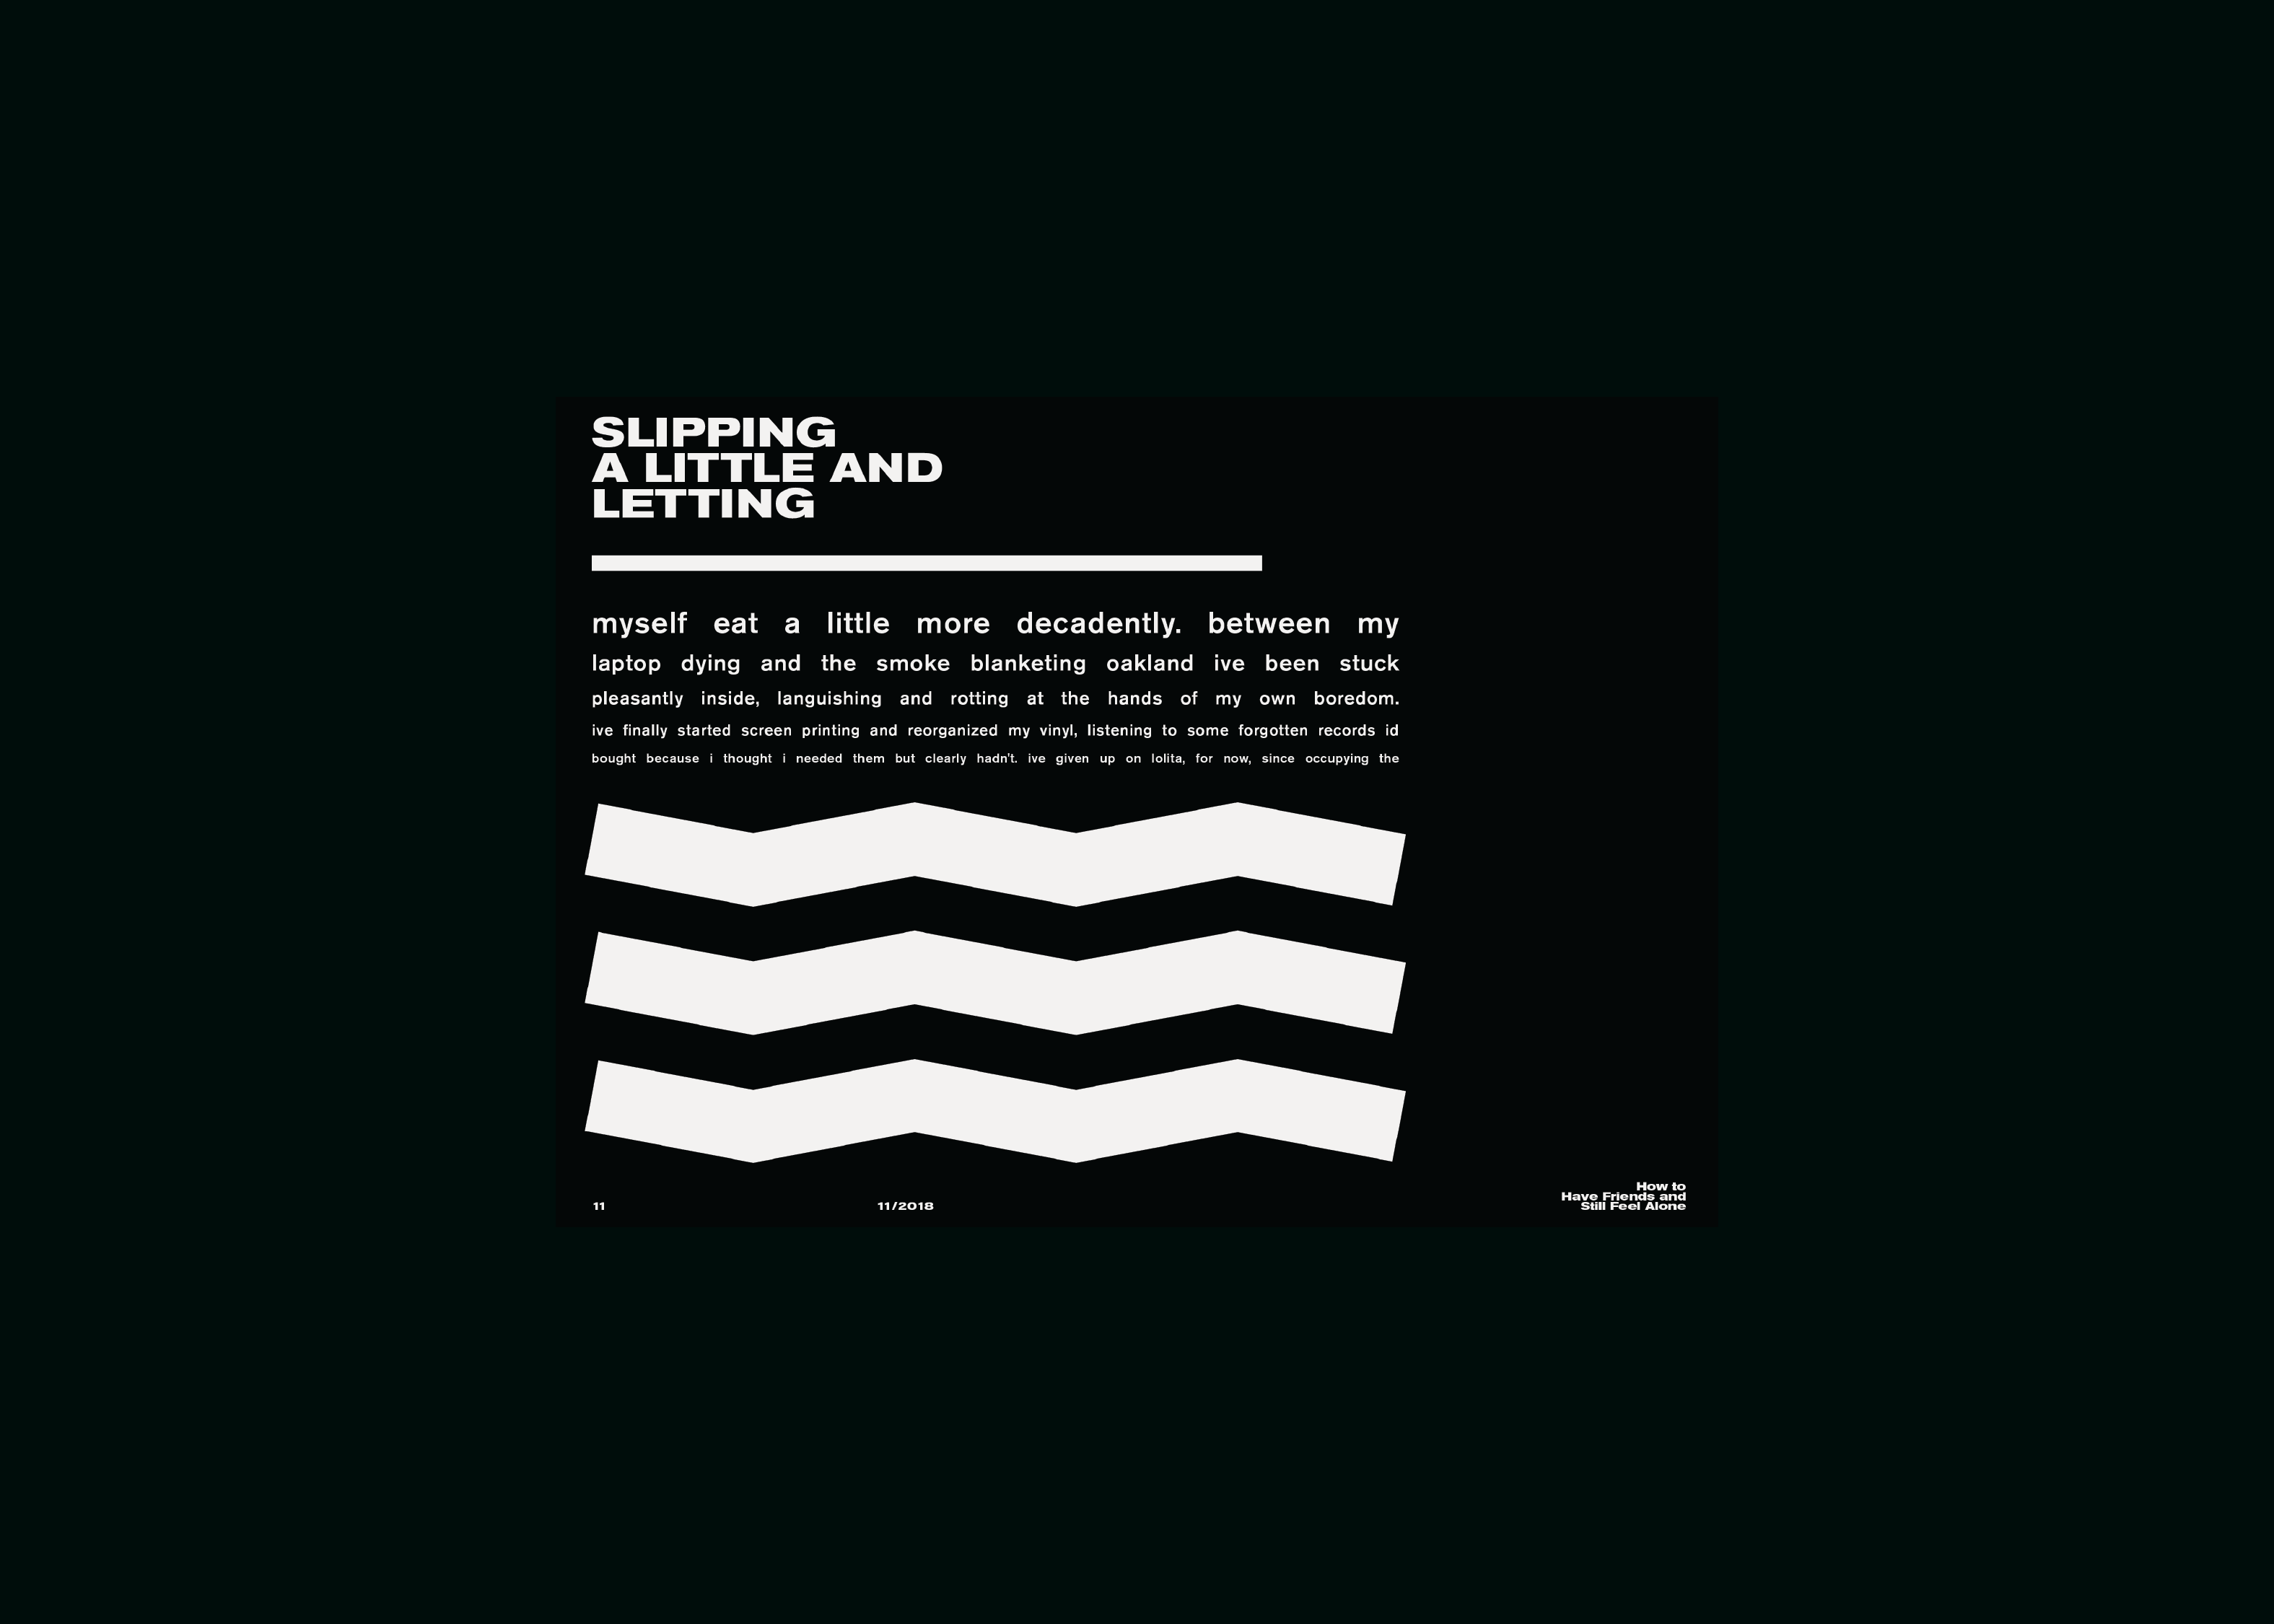 SLIPPING
A LITTLE AND
LETTING
myself eat a little more decadently. between my
laptop dying and the smoke blanketing oakland ive been stuck
pleasantly inside, languishing and rotting at the hands of my own boredom.
ive finally started screen printing and reorganized my vinyl, listening to some forgotten records id
bought because i thought i needed them but clearly hadn't. ive given up on lolita, for now, since occupying the
11
11/2018
How to
Have Friends and
Still Feel Alone